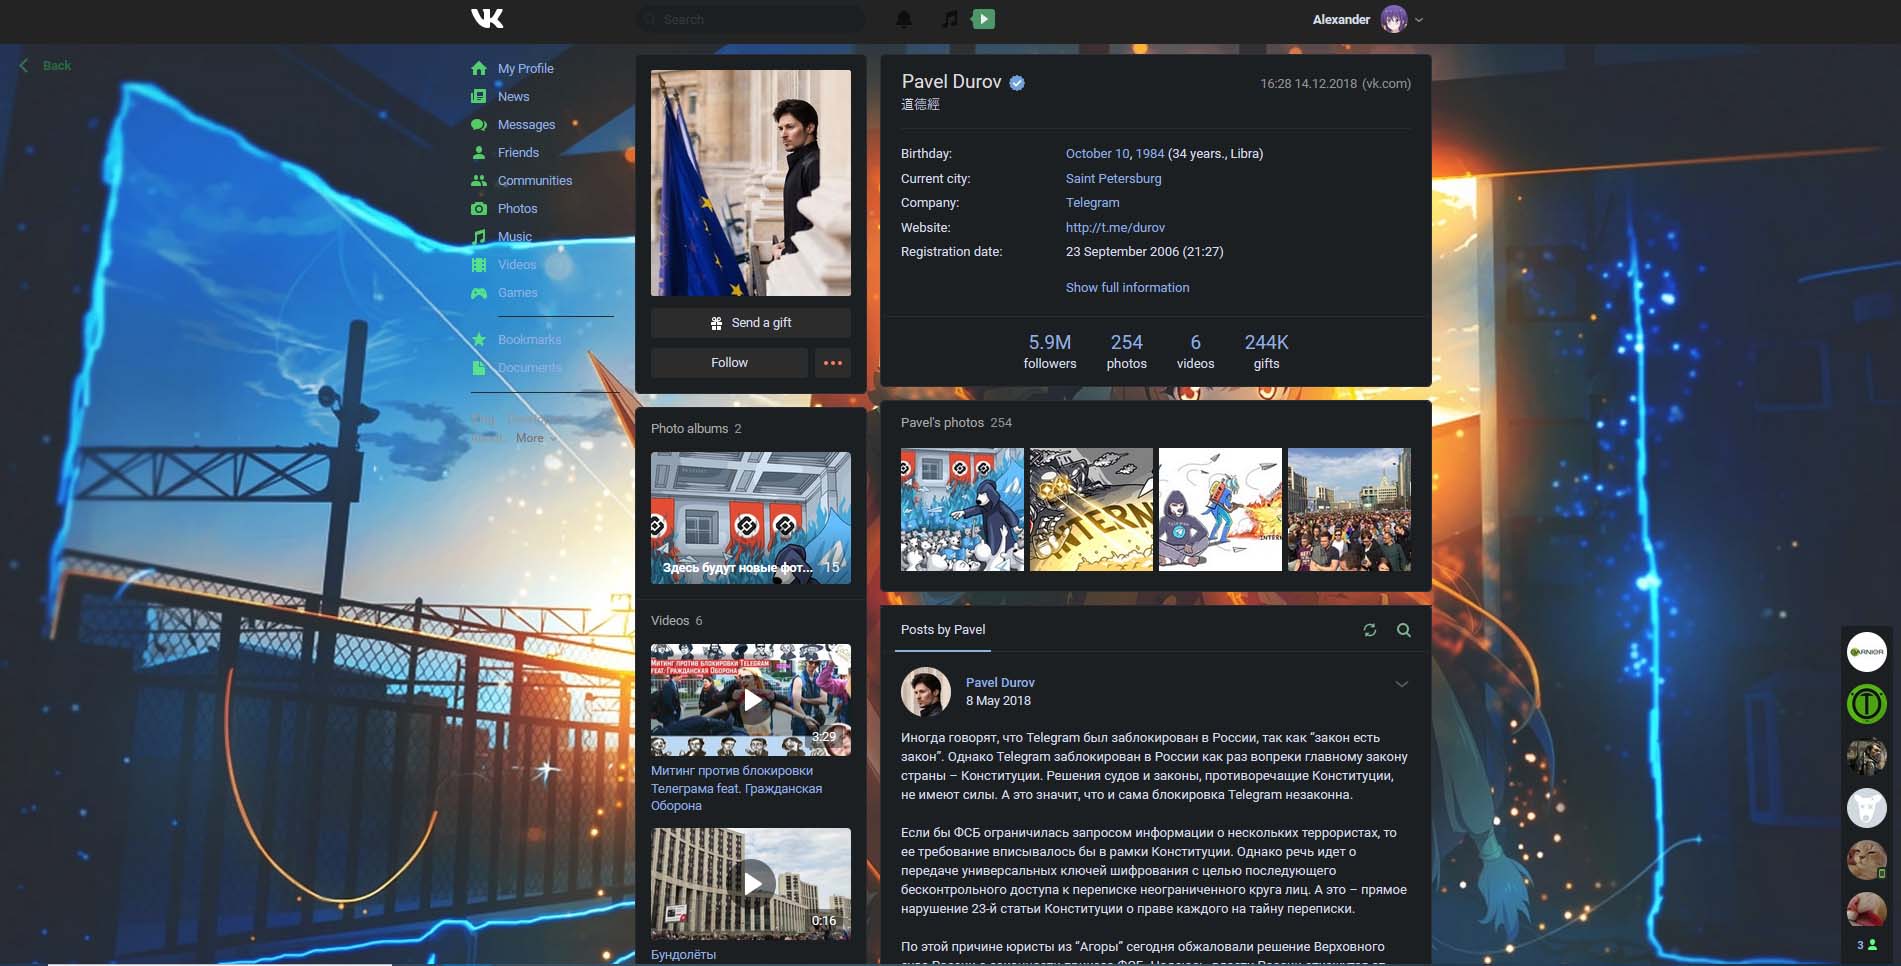 Search
Alexander
Back
My Profile
News
Messages
Friends
Communities
Photos
Music
Videos
Games
Bookmarks
Documents
More
Send a gift
Follow
Photo albums 2
Здесь будут новые фот... 15
Videos 6
МИТИНГ ПРОТИВ БЛОКИРОВКИ TELEGRAM
FEAT. ГРАЖДАНСКАЯ ОБОРОНА
3:29
Митинг против блокировки
Телеграма feat. Гражданская
Оборона
0:16
Бундолёты
Pavel Durov
16:28 14.12.2018 (vk.com)
道德經
Birthday: October 10, 1984 (34 years., Libra)
Current city: Saint Petersburg
Company: Telegram
Website: http://t.me/durov
Registration date: 23 September 2006 (21:27)
Show full information
5.9M 254 6 244K
followers photos videos gifts
Pavel's photos 254
INTERN
Posts by Pavel
Pavel Durov
8 May 2018
Иногда говорят, что Telegram был заблокирован в России, так как “закон есть
закон”. Однако Telegram заблокирован в России как раз вопреки главному закону
страны – Конституции. Решения судов и законы, противоречащие Конституции,
не имеют силы. А это значит, что и сама блокировка Telegram незаконна.
Если бы ФСБ ограничилась запросом информации о нескольких террористах, то
ее требование вписывалось бы в рамки Конституции. Однако речь идет о
передаче универсальных ключей шифрования с целью последующего
бесконтрольного доступа к переписке неограниченного круга лиц. А это – прямое
нарушение 23-й статьи Конституции о праве каждого на тайну переписки.
По этой причине юристы из “Агоры” сегодня обжаловали решение Верховного
GARNIER
3